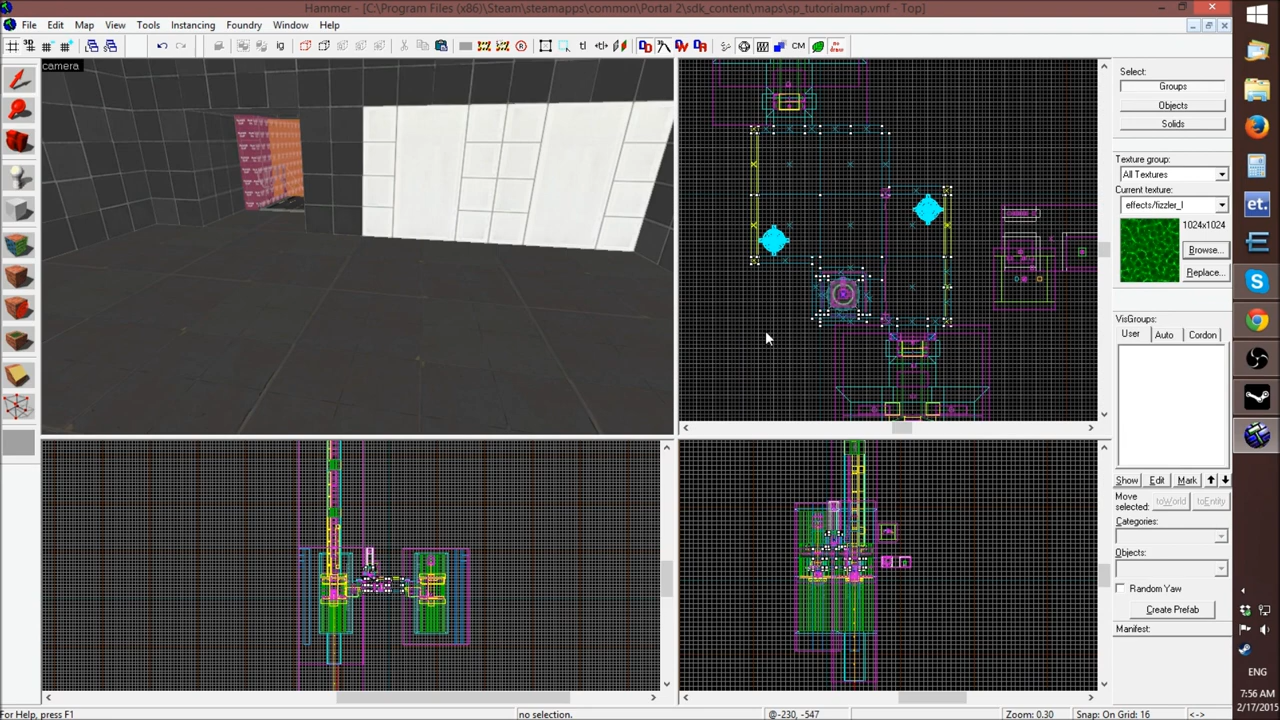 Hammer - [C:\Program Files (x86)\Steam\steamapps\common\Portal 2\sdk_content\maps\sp_tutorialmap.vmf - Top]
File Edit Map View Tools Instancing Foundry Window Help
camera
Select:
Groups
Objects
Solids
Texture group:
All Textures
Current texture:
effects/fizzler_l
1024x1024
Browse...
Replace...
VisGroups:
User Auto Cordon
Show Edit Mark
Move selected: toWorld toEntity
Categories:
Objects:
Random Yaw
Create Prefab
Manifest:
For Help, press F1
no selection.
@-230, -547
Zoom: 0.30
Snap: On Grid: 16
<->
et.
ENG
7:56 AM
2/17/2015